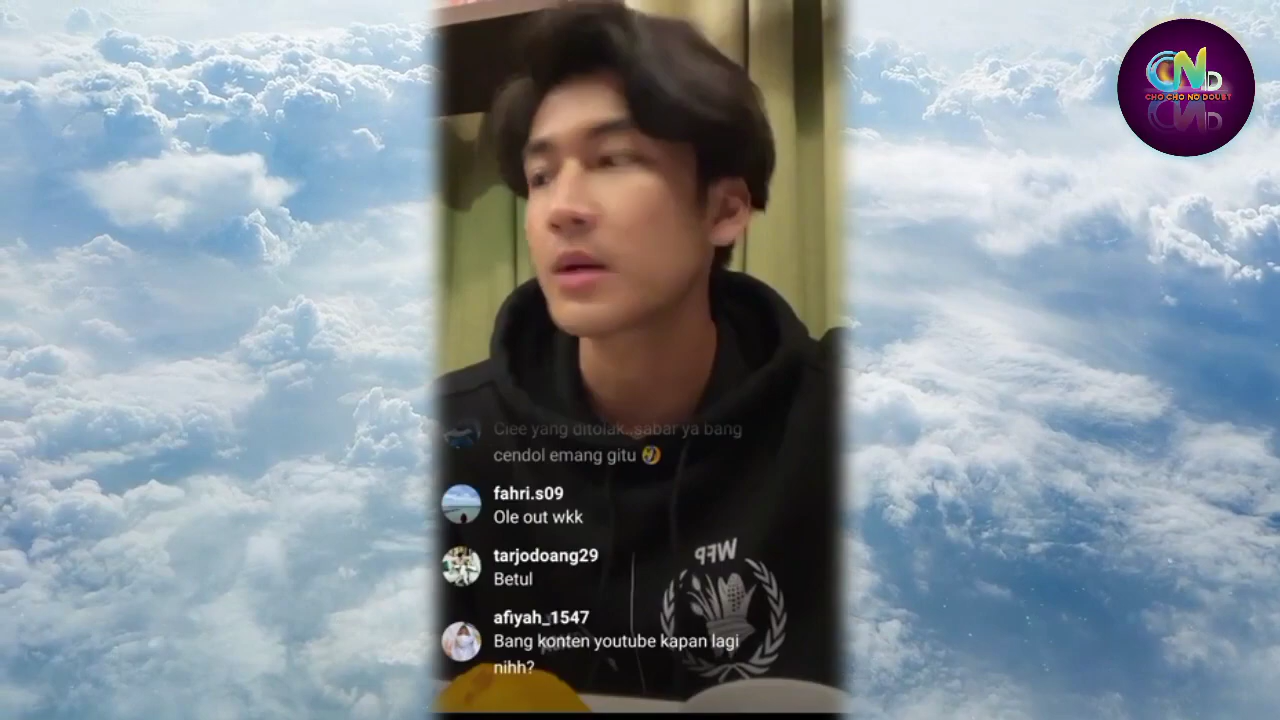 CND
CHO CHO NO DOUBT
Ciee yang ditolak..sabar ya bang
cendol emang gitu
fahri.s09
Ole out wkk
tarjodoang29
Betul
WFP
afiyah_1547
Bang konten youtube kapan lagi
nihh?